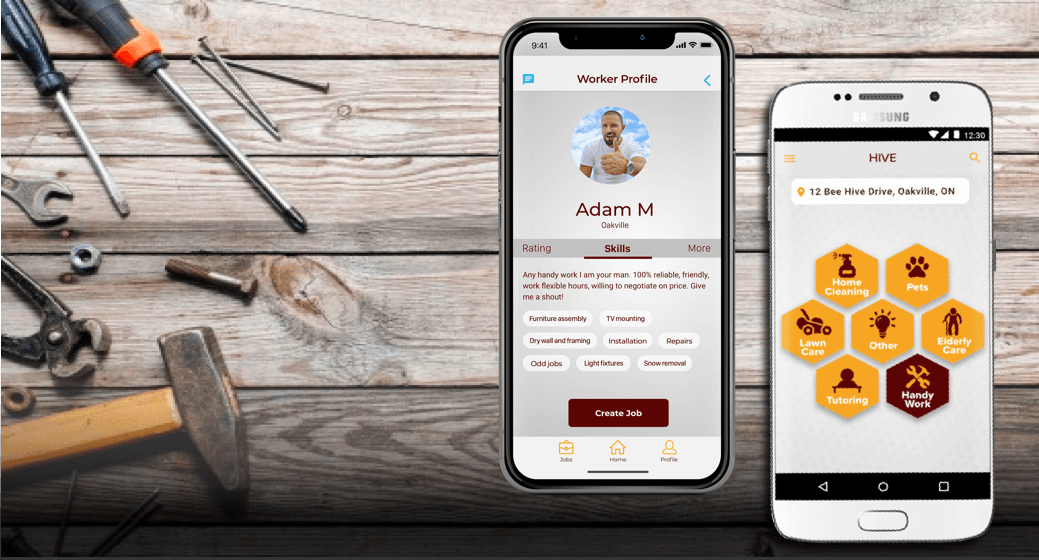 9:41
Worker Profile
Adam M
Oakville
Rating Skills More
Any handy work I am your man. 100% reliable, friendly,
work flexible hours, willing to negotiate on price. Give
me a shout!
Furniture assembly TV mounting
Dry wall and framing Installation Repairs
Odd jobs Light fixtures Snow removal
Create Job
Jobs Home Profile
SAMSUNG
12:30
HIVE
12 Bee Hive Drive, Oakville, ON
Home
Cleaning
Pets
Lawn
Care
Other
Elderly
Care
Tutoring
Handy
Work